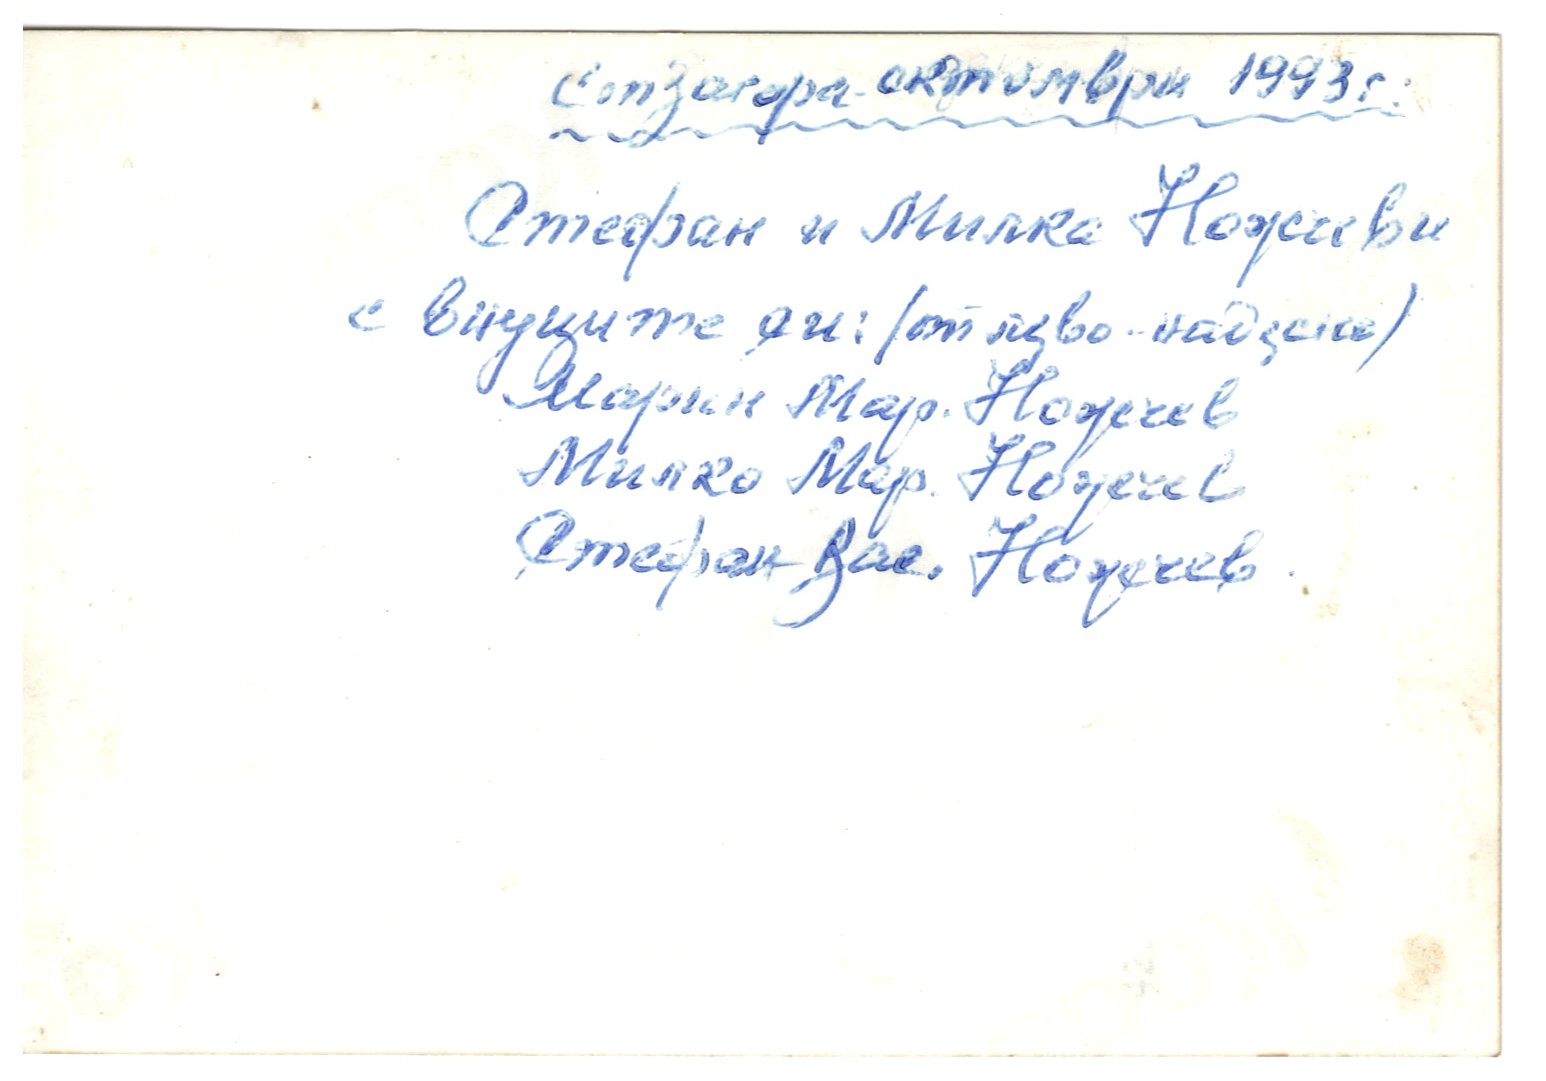 Ст. Загора - октомври 1993 г.
Стефан и Милка Ножчеви
с внуците си: (от ляво - надясно)
Марин Мар. Ножчев
Милко Мар. Ножчев
Стефан Вас. Ножчев.